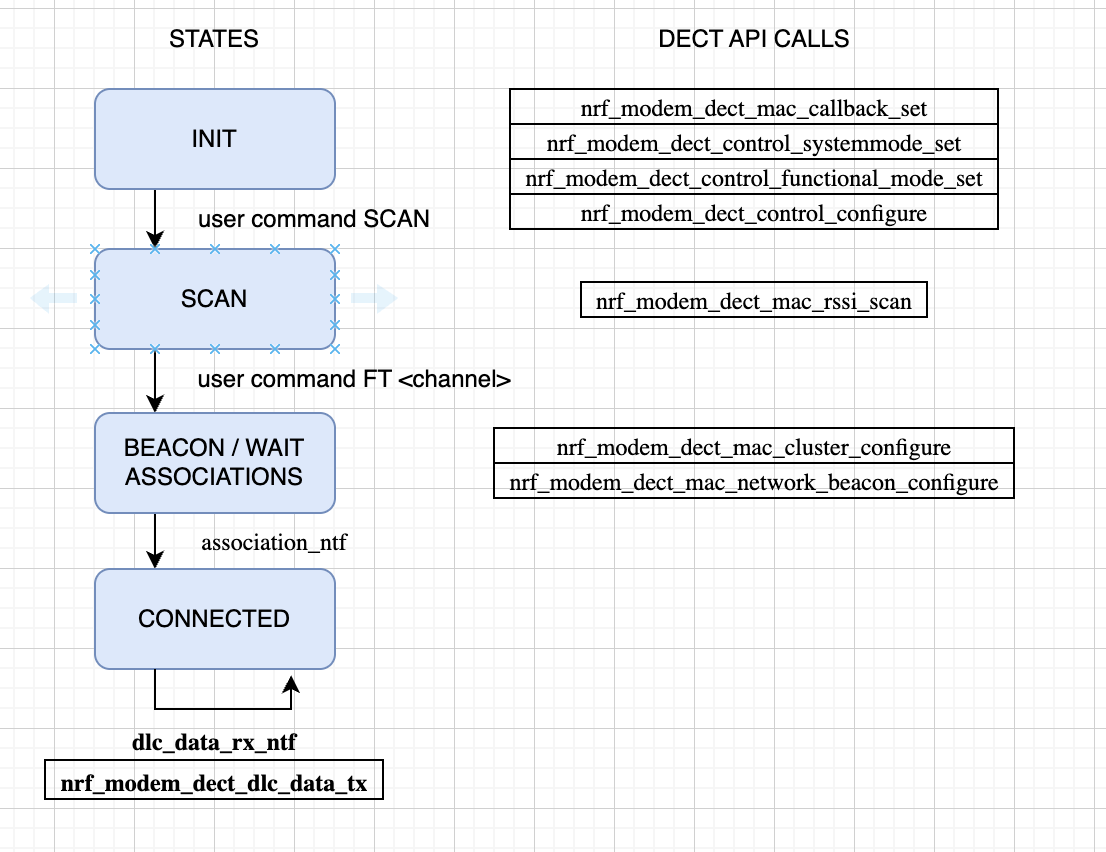 STATES
DECT API CALLS
INIT
nrf_modem_dect_mac_callback_set
nrf_modem_dect_control_systemmode_set
nrf_modem_dect_control_functional_mode_set
nrf_modem_dect_control_configure
user command SCAN
SCAN
nrf_modem_dect_mac_rssi_scan
user command FT <channel>
BEACON / WAIT
ASSOCIATIONS
nrf_modem_dect_mac_cluster_configure
nrf_modem_dect_mac_network_beacon_configure
association_ntf
CONNECTED
dlc_data_rx_ntf
nrf_modem_dect_dlc_data_tx